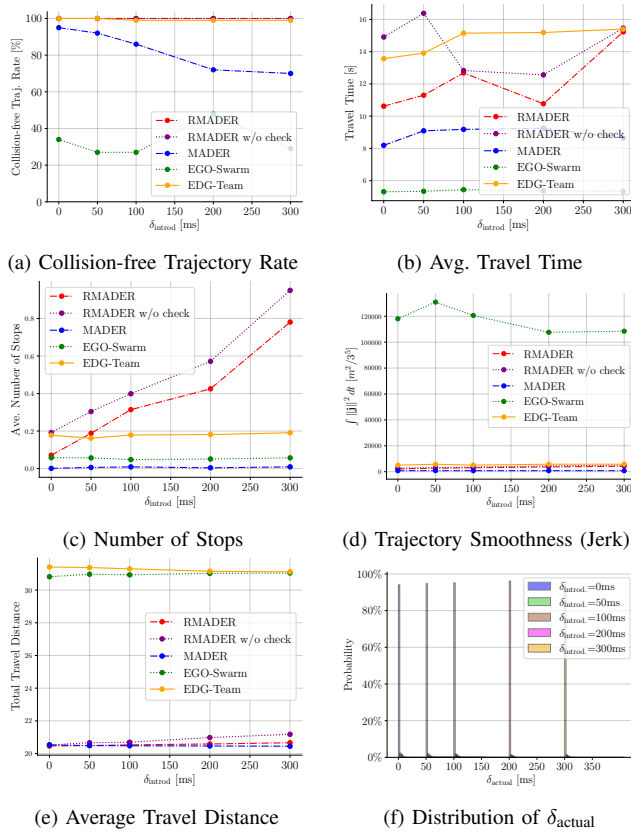 100
80
60
40
20
0
Collision-free Traj. Rate [%]
RMADER
RMADER w/o check
MADER
EGO-Swarm
EDG-Team
0 50 100 150 200 250 300
δintrod [ms]
(a) Collision-free Trajectory Rate
16
14
12
10
8
6
Travel Time [s]
RMADER
RMADER w/o check
MADER
EGO-Swarm
EDG-Team
0 50 100 150 200 250 300
δintrod [ms]
(b) Avg. Travel Time
0.8
0.6
0.4
0.2
0.0
Ave. Number of Stops
RMADER
RMADER w/o check
MADER
EGO-Swarm
EDG-Team
0 50 100 150 200 250 300
δintrod [ms]
(c) Number of Stops
120000
100000
80000
60000
40000
20000
0
∫ ||j||² dt [m²/3⁵]
RMADER
RMADER w/o check
MADER
EGO-Swarm
EDG-Team
0 50 100 150 200 250 300
δintrod [ms]
(d) Trajectory Smoothness (Jerk)
30
28
26
24
22
20
Total Travel Distance
RMADER
RMADER w/o check
MADER
EGO-Swarm
EDG-Team
0 50 100 150 200 250 300
δintrod [ms]
(e) Average Travel Distance
100%
80%
60%
40%
20%
0%
Probability
δintrod.=0ms
δintrod.=50ms
δintrod.=100ms
δintrod.=200ms
δintrod.=300ms
0 50 100 150 200 250 300 350
δactual [ms]
(f) Distribution of δactual